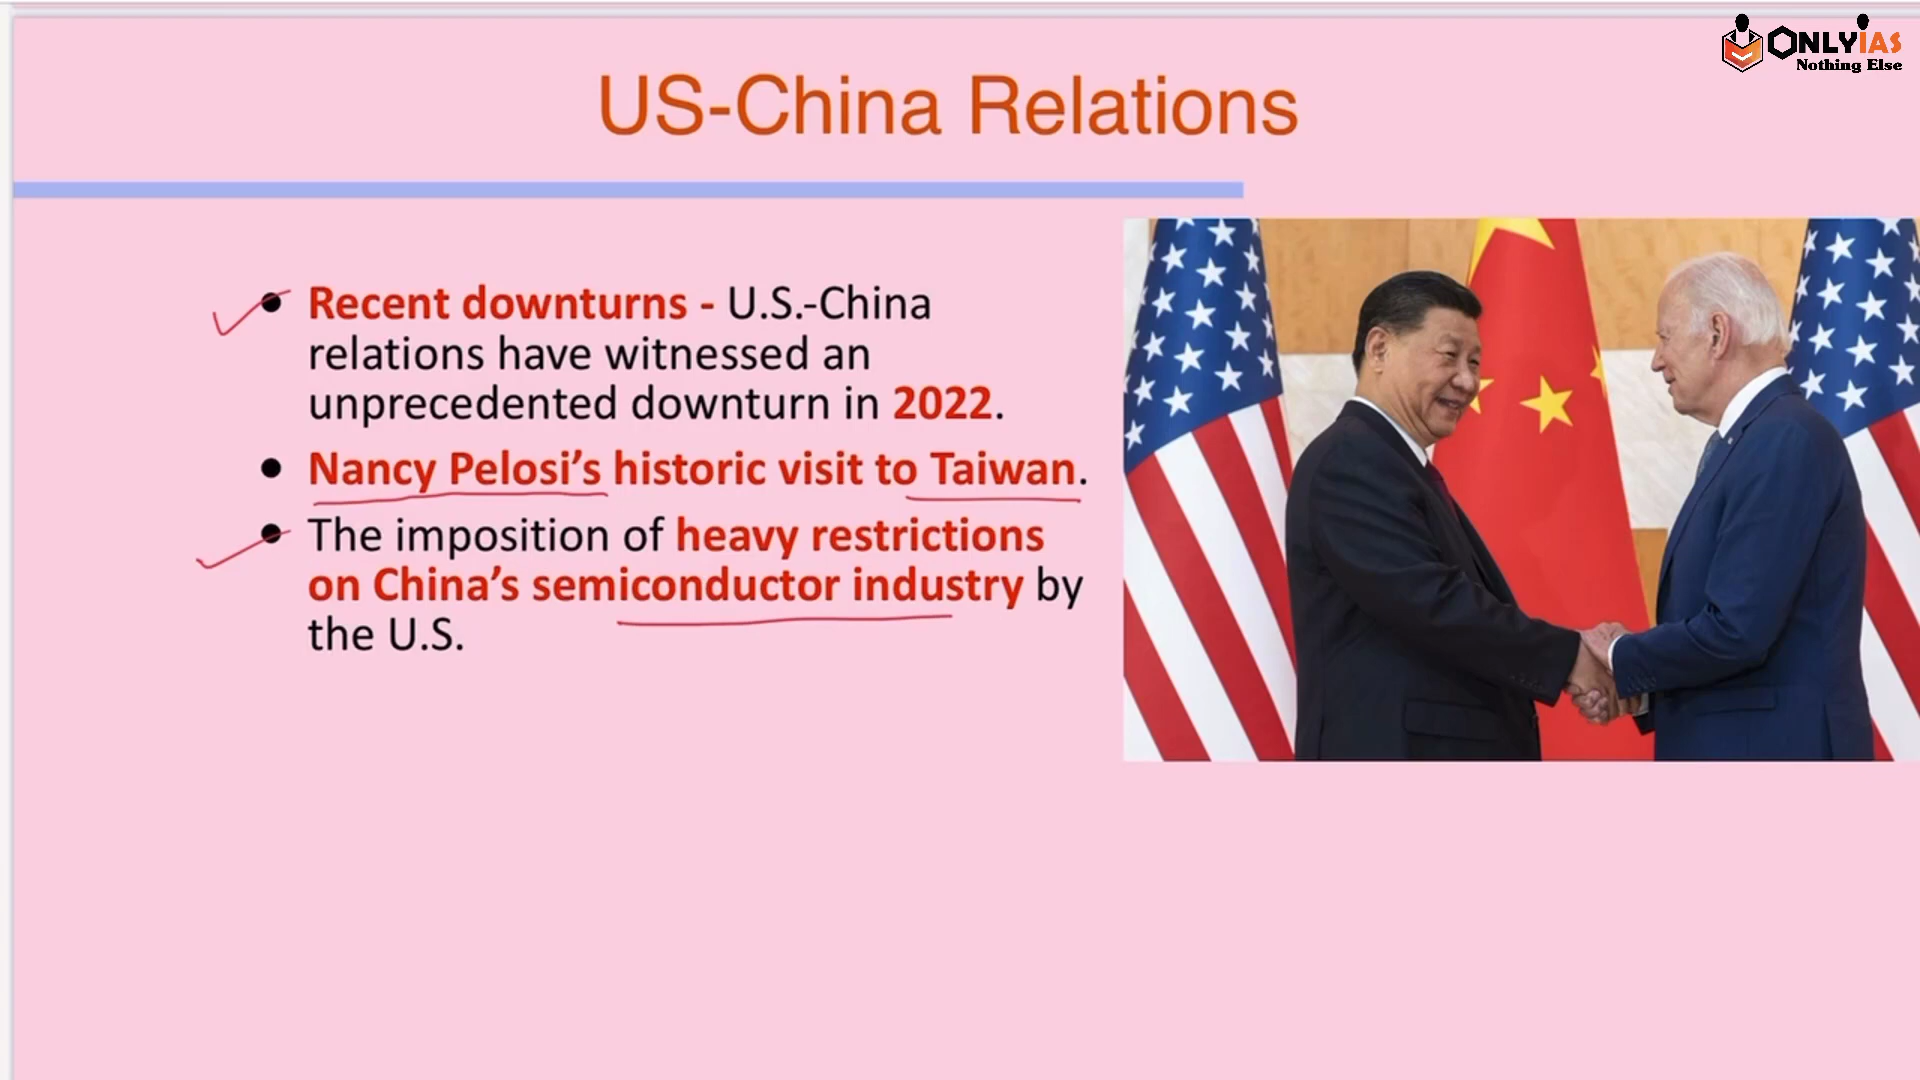 ONLYIAS
Nothing Else
US-China Relations
● Recent downturns - U.S.-China
relations have witnessed an
unprecedented downturn in 2022.
● Nancy Pelosi’s historic visit to Taiwan.
● The imposition of heavy restrictions
on China’s semiconductor industry by
the U.S.